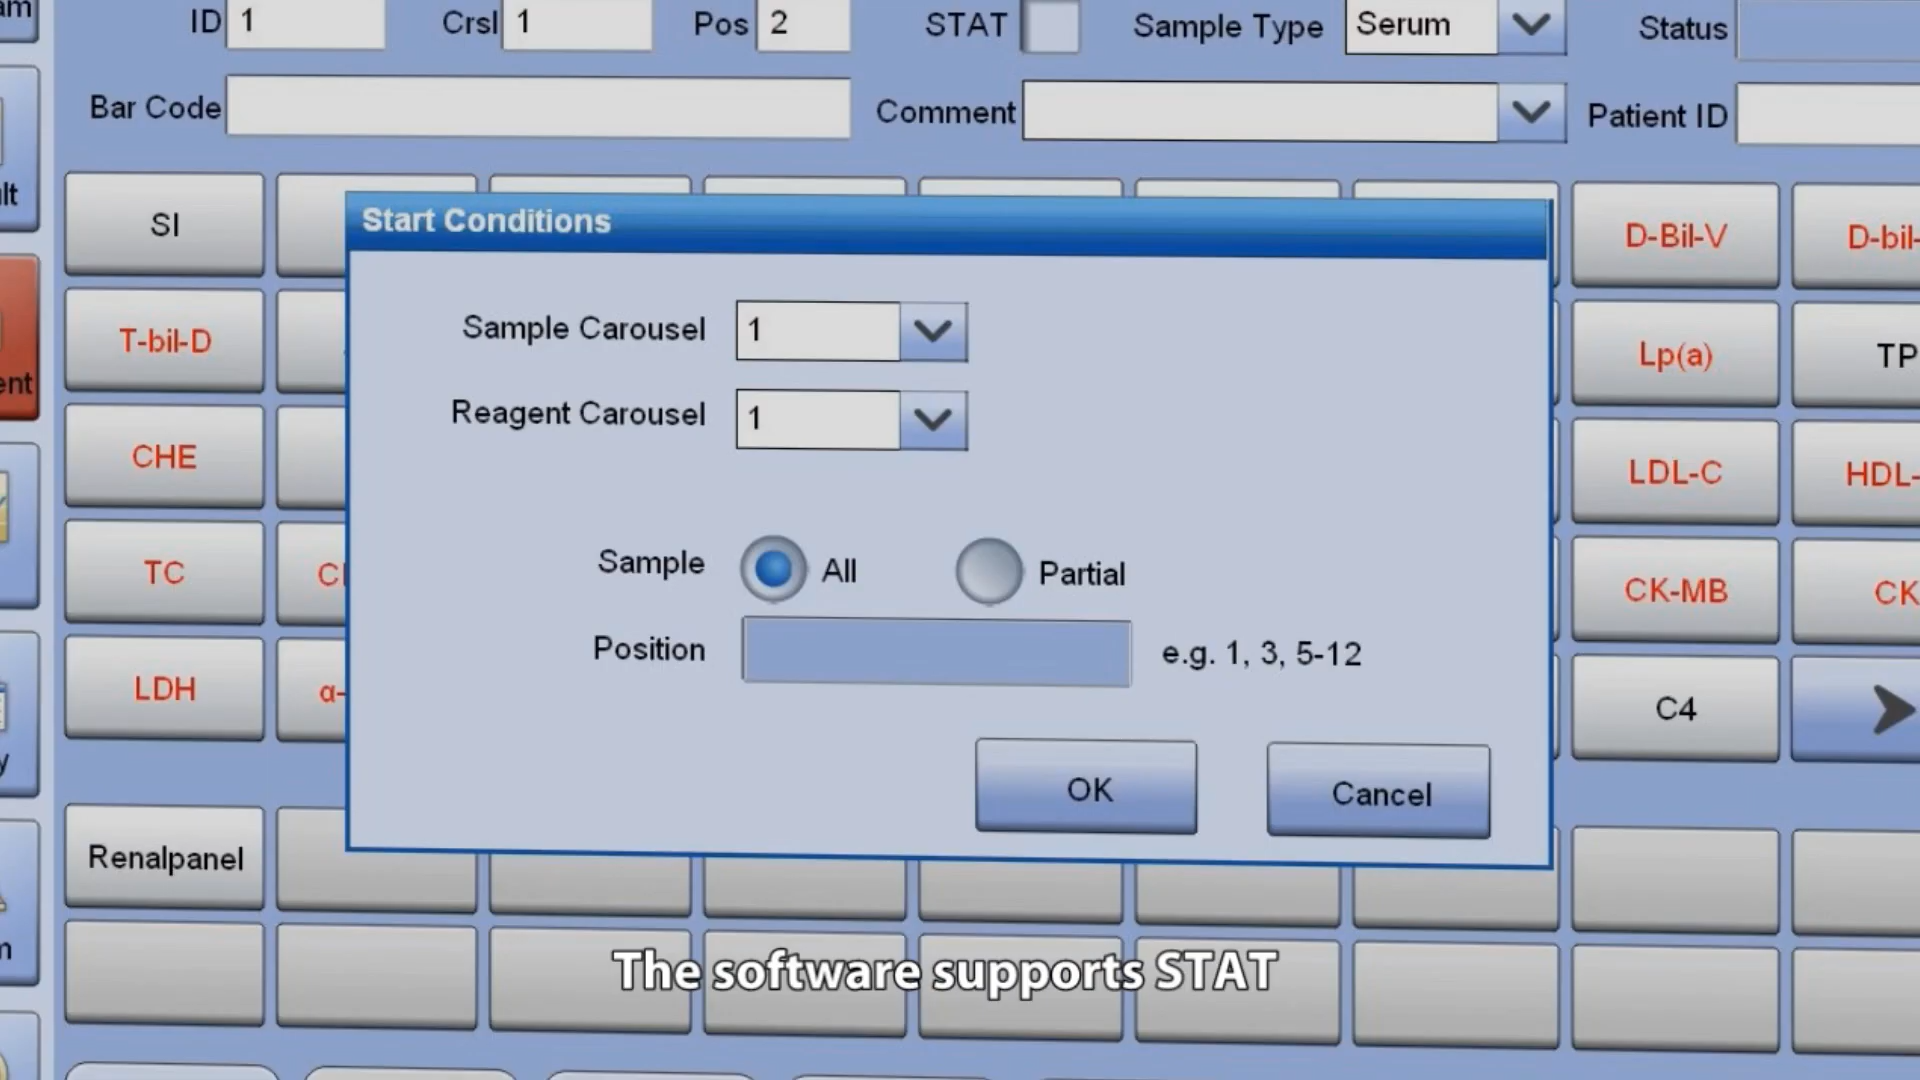 ID 1 Crsl 1 Pos 2 STAT Sample Type Serum Status
Bar Code Comment Patient ID
SI D-Bil-V D-bil-
Start Conditions
Sample Carousel 1
T-bil-D Lp(a) TP
Reagent Carousel 1
CHE LDL-C HDL-
Sample All Partial
TC CK-MB CK
Position e.g. 1, 3, 5-12
LDH α- C4
OK Cancel
Renalpanel
The software supports STAT